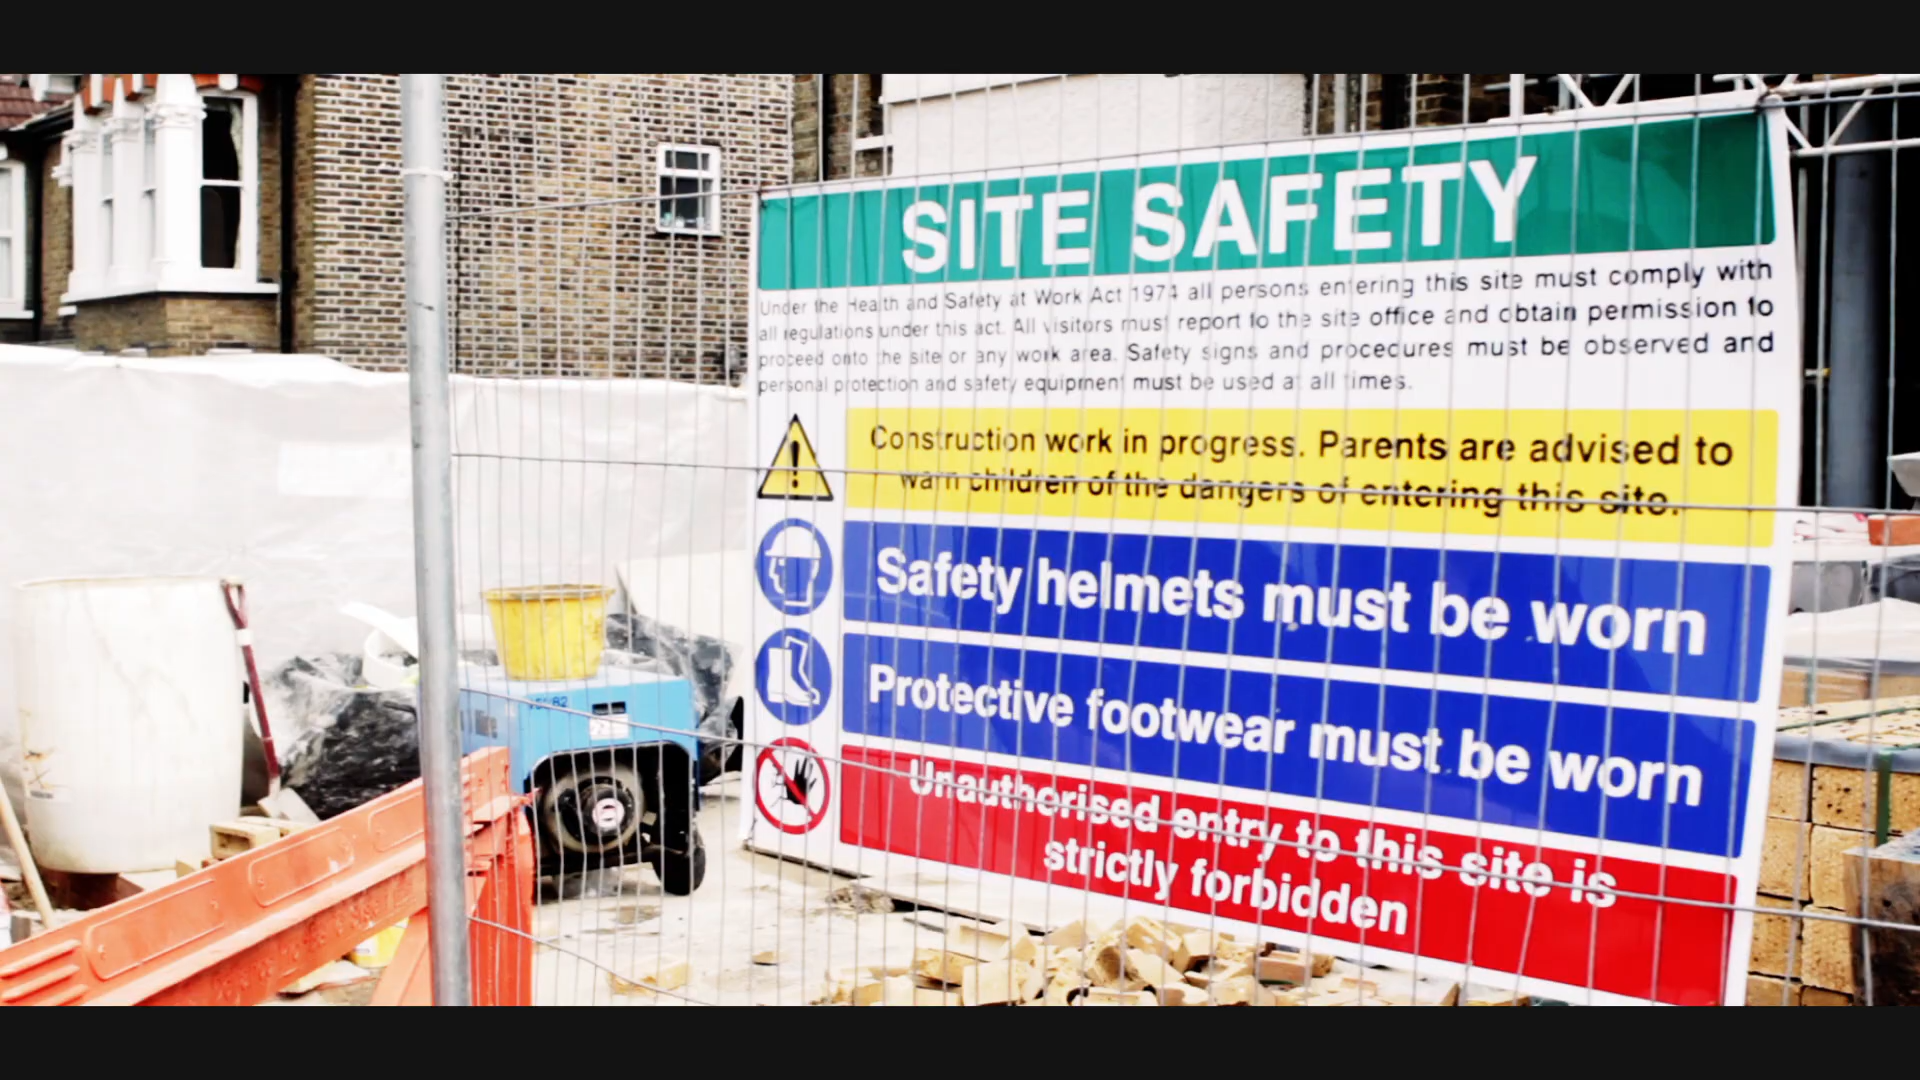 SITE SAFETY
Under the Health and Safety at Work Act 1974 all persons entering this site must comply with
all regulations under this act. All visitors must report to the site office and obtain permission to
proceed onto the site or any work area. Safety signs and procedures must be observed and
personal protection and safety equipment must be used at all times.
Construction work in progress. Parents are advised to
warn children of the dangers of entering this site.
Safety helmets must be worn
Protective footwear must be worn
Unauthorised entry to this site is
strictly forbidden